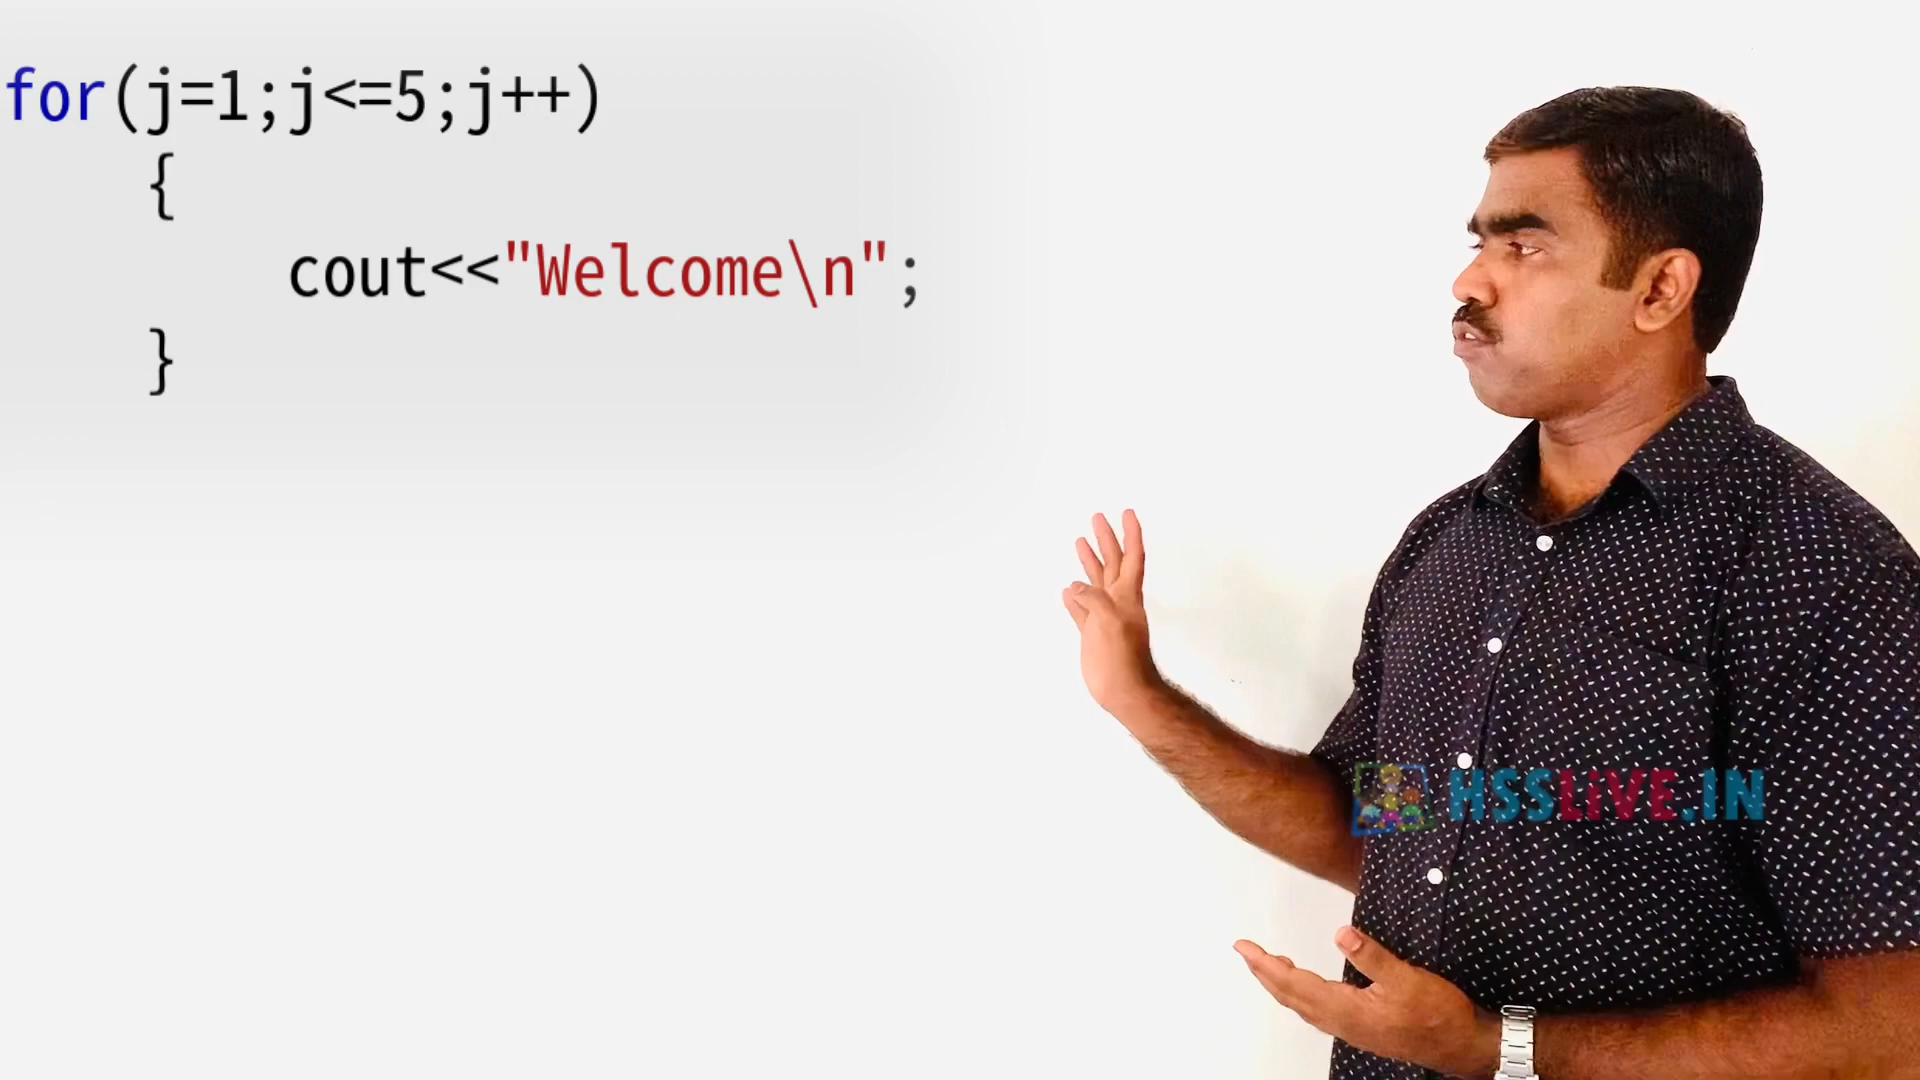 for(j=1;j<=5;j++)
{
cout<<"Welcome\n";
}
HSSLiVE.IN